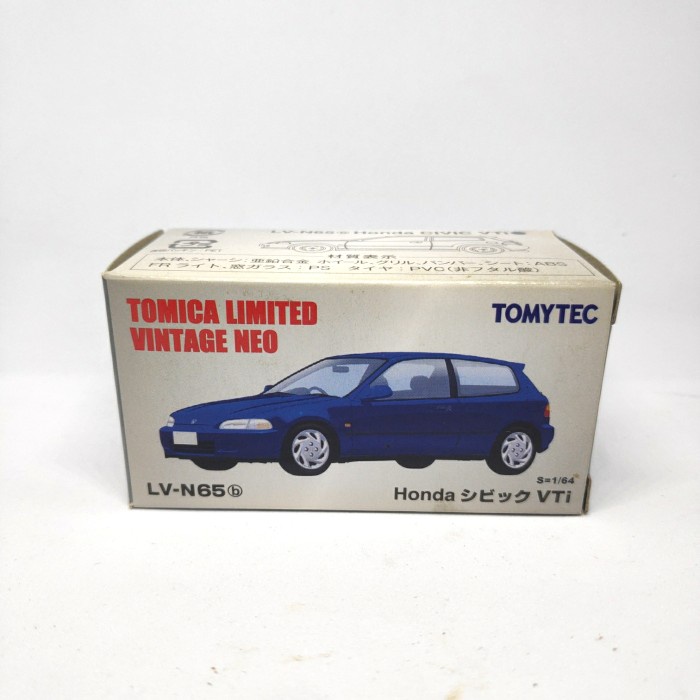 LV-N65ⓑ Honda CIVIC VTi
材質表示
本体,シャーシ:亜鉛合金 ホイール,グリル,バンパー,シート:ABS
FRライト,窓ガラス:PS タイヤ:PVC(非フタル酸)
TOMICA LIMITED
VINTAGE NEO
TOMYTEC
S=1/64
LV-N65ⓑ
Honda シビック VTi